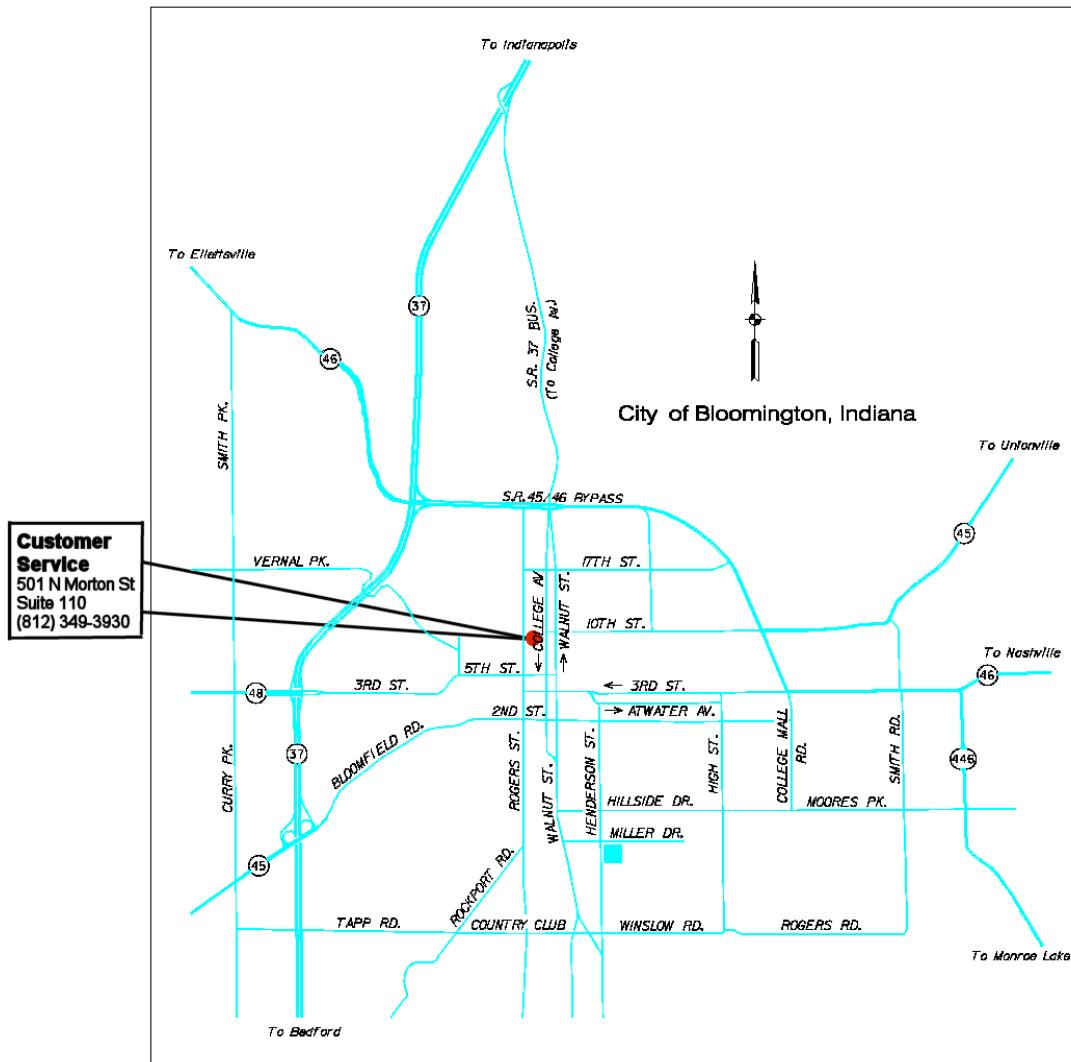 To Indianapolis
To Ellettsville
37
46
S.R. 37 BUS.
(To College Av.)
SMITH PK.
City of Bloomington, Indiana
To Unionville
S.R. 45/46 BYPASS
45
Customer
Service
501 N Morton St
Suite 110
(812) 349-3930
VERNAL PK.
17TH ST.
COLLEGE AV
WALNUT ST.
10TH ST.
5TH ST.
To Nashville
46
48
3RD ST.
3RD ST.
2ND ST.
ATWATER AV.
BLOOMFIELD RD.
37
CURRY PK.
ROGERS ST.
WALNUT ST.
HENDERSON ST.
HIGH ST.
COLLEGE MALL
RD.
SMITH RD.
446
HILLSIDE DR.
MOORES PK.
MILLER DR.
45
ROCKPORT RD.
TAPP RD.
COUNTRY CLUB
WINSLOW RD.
ROGERS RD.
To Monroe Lake
To Bedford